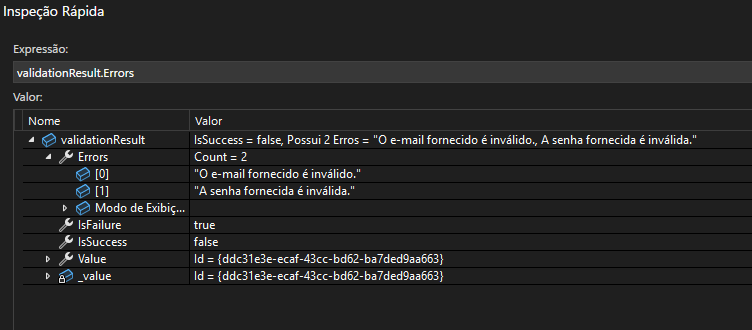 Inspeção Rápida
Expressão:
validationResult.Errors
Valor:
Nome Valor
validationResult IsSuccess = false, Possui 2 Erros = "O e-mail fornecido é inválido., A senha fornecida é inválida."
Errors Count = 2
[0] "O e-mail fornecido é inválido."
[1] "A senha fornecida é inválida."
Modo de Exibiç...
IsFailure true
IsSuccess false
Value Id = {ddc31e3e-ecaf-43cc-bd62-ba7ded9aa663}
_value Id = {ddc31e3e-ecaf-43cc-bd62-ba7ded9aa663}